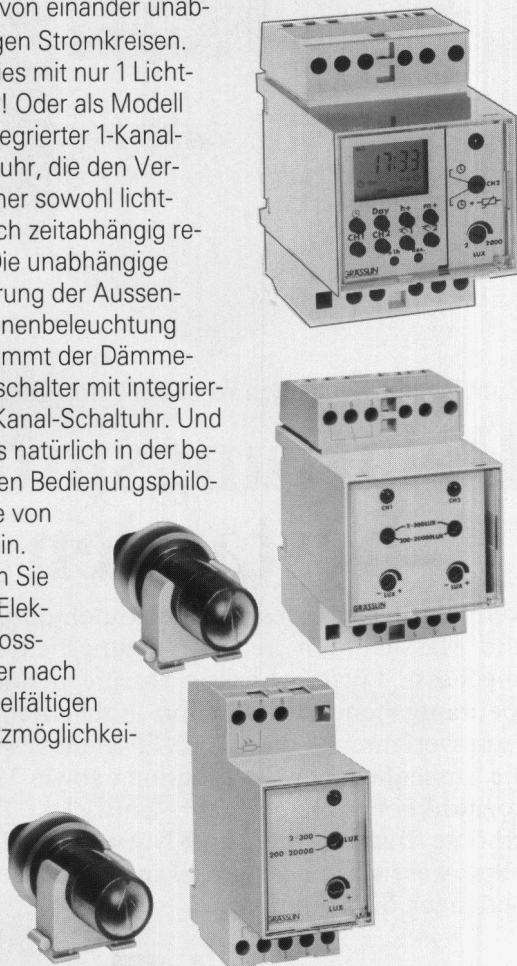 von einander unab-
gen Stromkreisen.
es mit nur 1 Licht-
! Oder als Modell
egrierter 1-Kanal-
uhr, die den Ver-
her sowohl licht-
ch zeitabhängig re-
Die unabhängige
rung der Aussen-
nenbeleuchtung
immt der Dämme-
schalter mit integrier-
Kanal-Schaltuhr. Und
s natürlich in der be-
en Bedienungsphilo-
e von
in.
n Sie
Elek-
oss-
er nach
elfältigen
tzmöglichkei-
17:33
Day h+ m+
CH1 CH2
CH2
GRÄSSLIN
2 2000
LUX
CH1 CH2
2-300LUX
200-20000LUX
- LUX + - LUX +
GRÄSSLIN
2-300
200-20000 LUX
- +
LUX
GRÄSSLIN